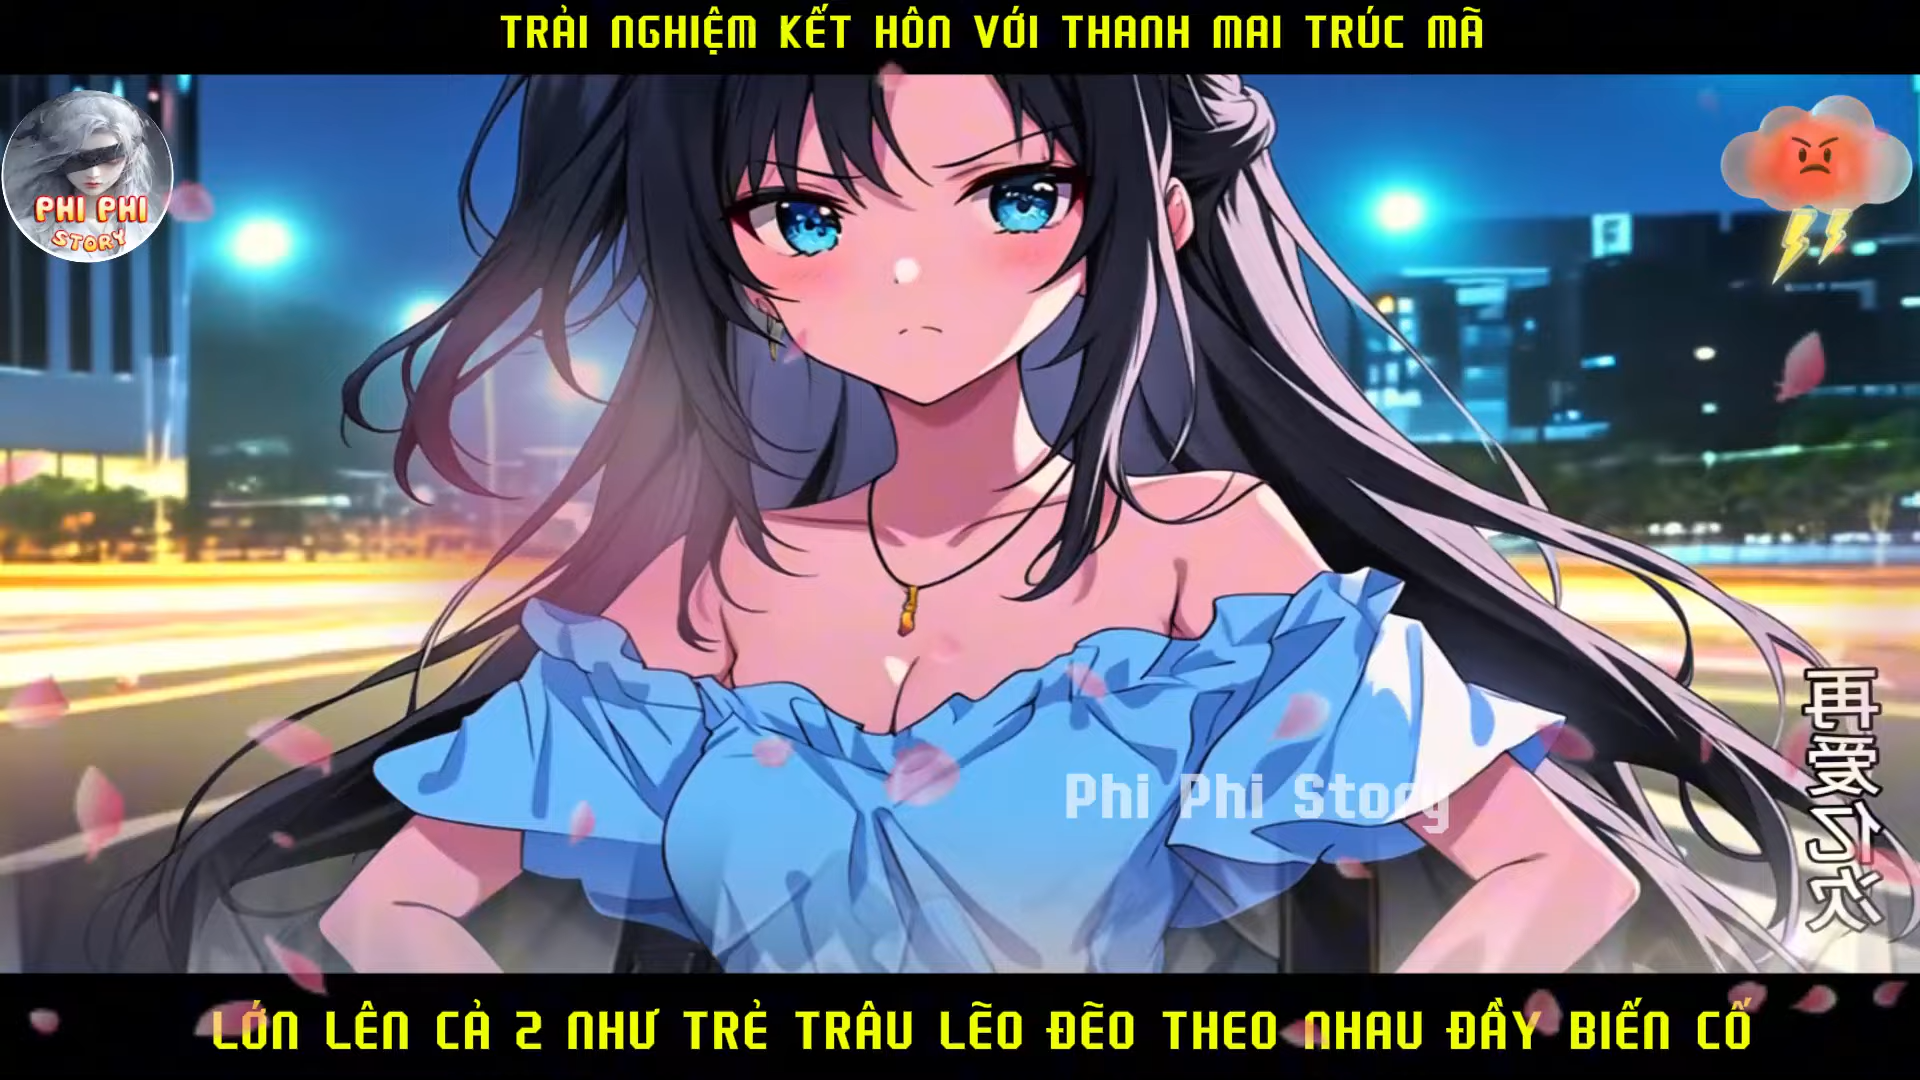 TRẢI NGHIỆM KẾT HÔN VỚI THANH MAI TRÚC MÃ
PHI PHI
STORY
再爱亿次
Phi Phi Story
LỚN LÊN CẢ 2 NHƯ TRẺ TRÂU LẼO ĐẼO THEO NHAU ĐẦY BIẾN CỐ